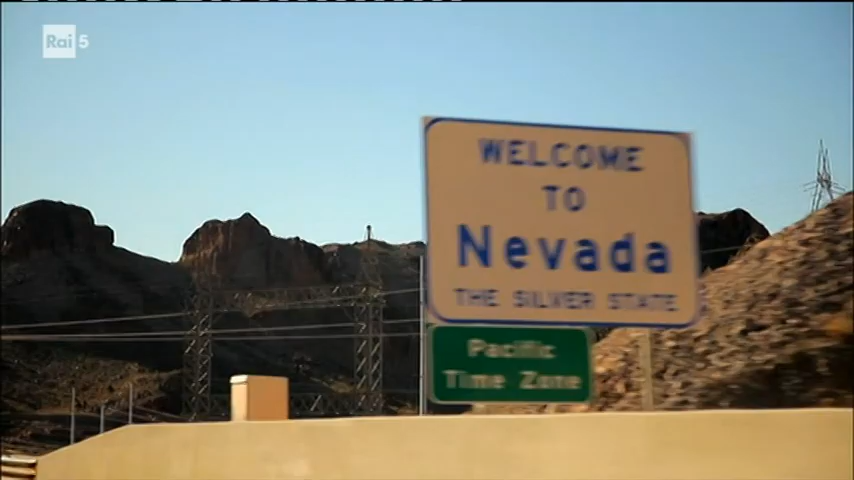 Rai 5
WELCOME
TO
Nevada
THE SILVER STATE
Pacific
Time Zone